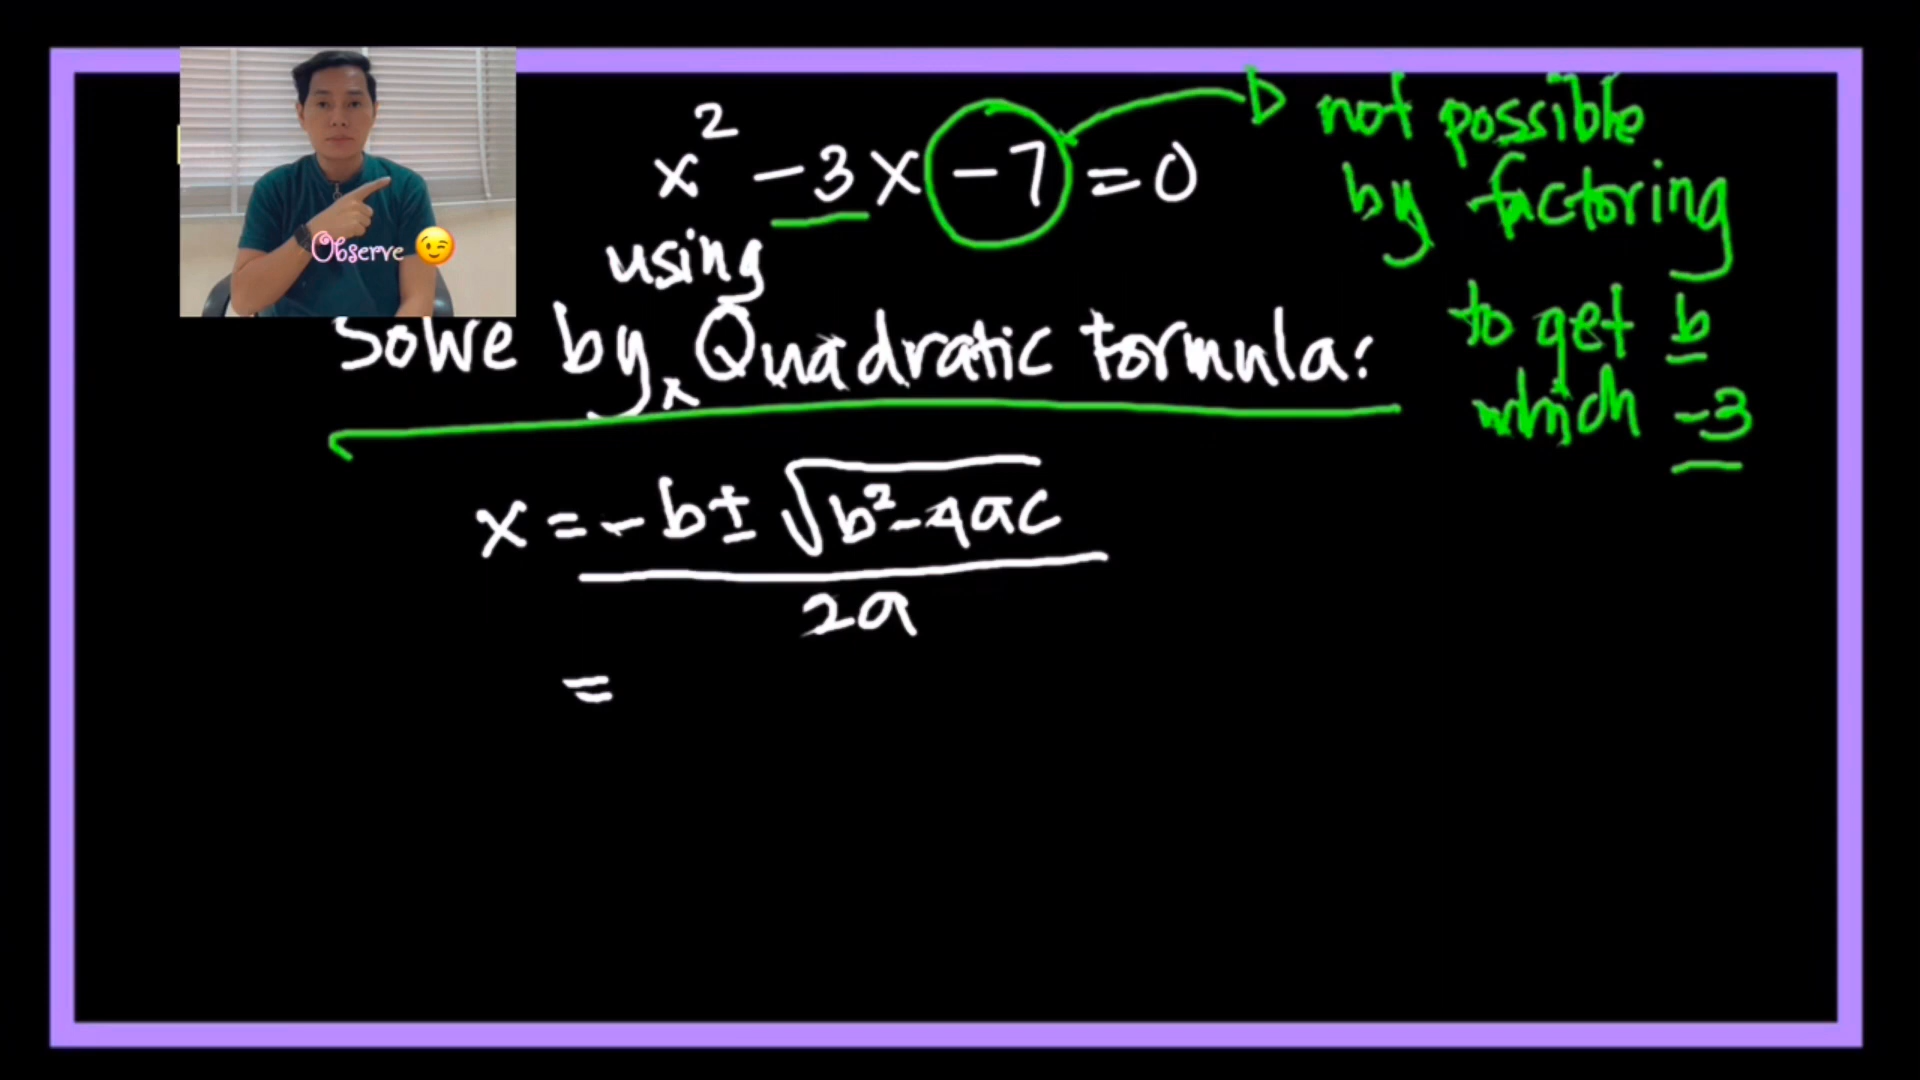 x² -3x -7 = 0
using
Solve by Quadratic formula:
not possible
by factoring
to get b
which -3
Observe 😉
x = -b ± √b²-4ac
2a
=